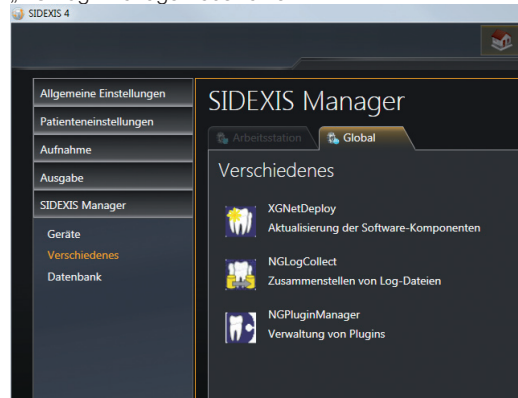 SIDEXIS 4
Allgemeine Einstellungen
Patienteneinstellungen
Aufnahme
Ausgabe
SIDEXIS Manager
Geräte
Verschiedenes
Datenbank
SIDEXIS Manager
Arbeitsstation
Global
Verschiedenes
XGNetDeploy
Aktualisierung der Software-Komponenten
NGLogCollect
Zusammenstellen von Log-Dateien
NGPluginManager
Verwaltung von Plugins